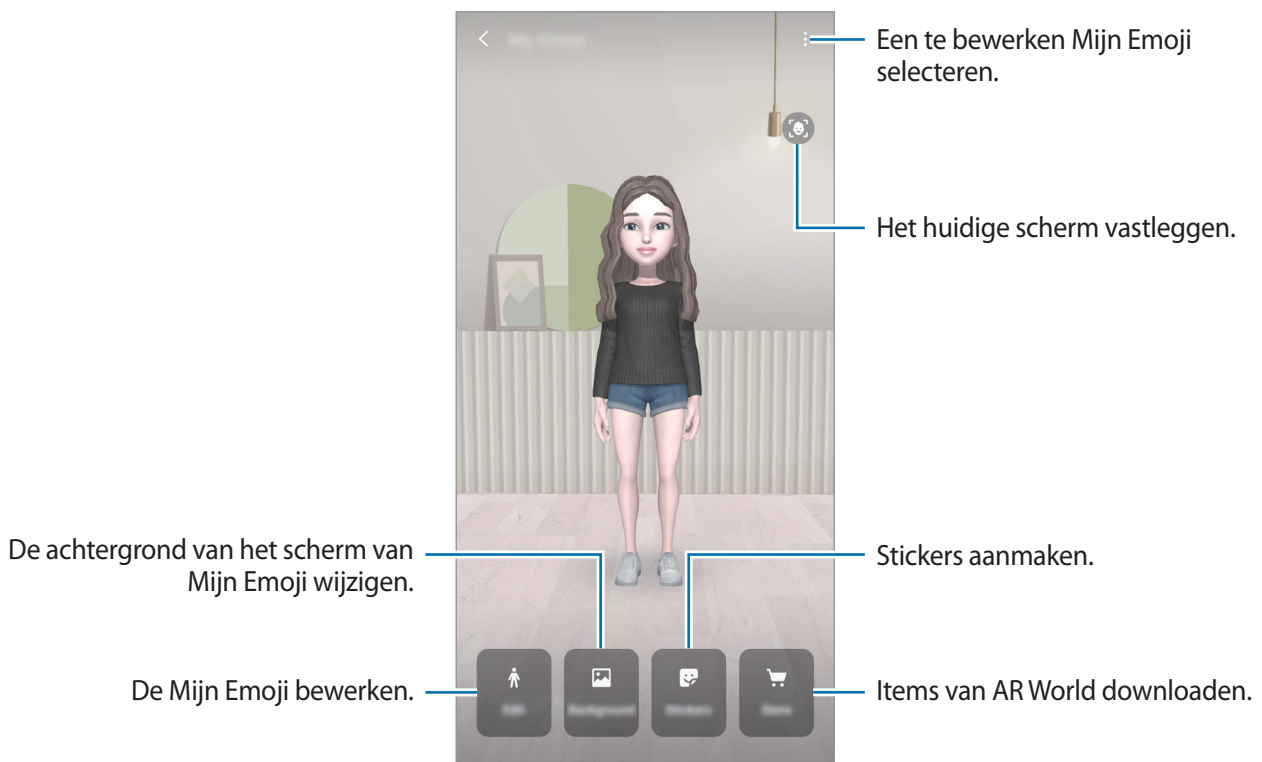 Een te bewerken Mijn Emoji
selecteren.
Het huidige scherm vastleggen.
De achtergrond van het scherm van
Mijn Emoji wijzigen.
Stickers aanmaken.
De Mijn Emoji bewerken.
Items van AR World downloaden.